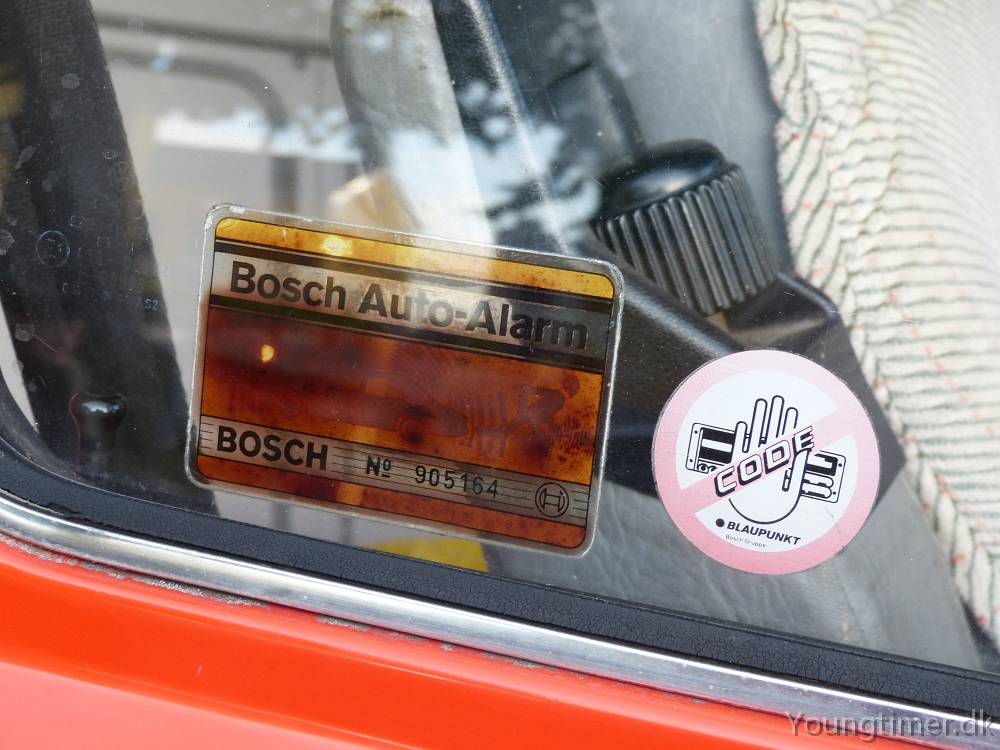 Bosch Auto-Alarm
BOSCH Nº 905164
CODE
BLAUPUNKT
Bosch Gruppe
Youngtimer.dk